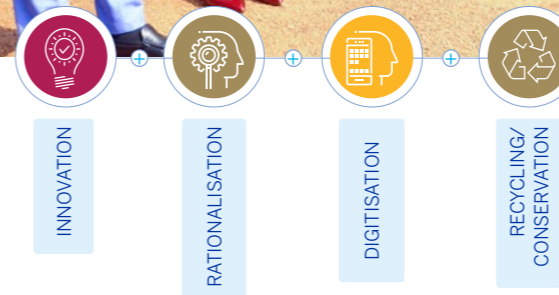 INNOVATION
RATIONALISATION
DIGITISATION
RECYCLING/
CONSERVATION